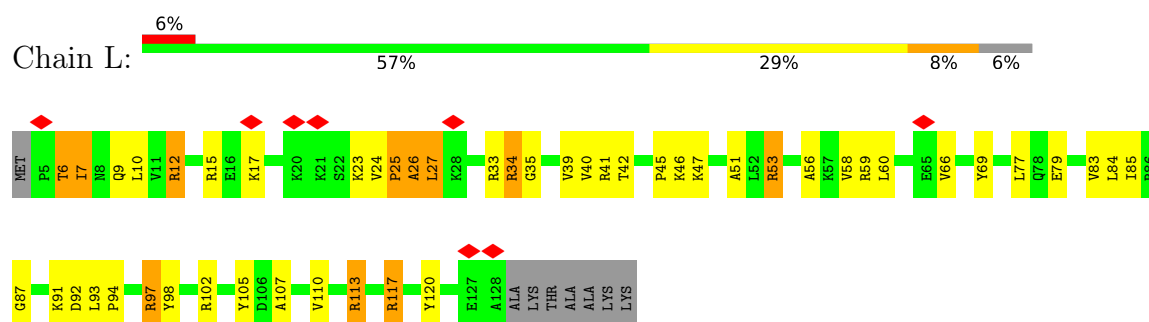 6%
Chain L:
57% 29% 8% 6%
MET P5 T6 I7 N8 Q9 L10 V11 R12 R15 E16 K17 K20 K21 S22 K23 V24 P25 A26 L27 K28 R33 R34 G35 V39 V40 R41 T42 P45 K46 K47 A51 L52 R53 A56 K57 V58 R59 L60 E65 V66 Y69 L77 Q78 E79 V83 L84 I85
G87 K91 D92 L93 P94 R97 Y98 R102 Y105 D106 A107 V110 R113 R117 Y120 E127 A128 ALA LYS THR ALA ALA LYS LYS